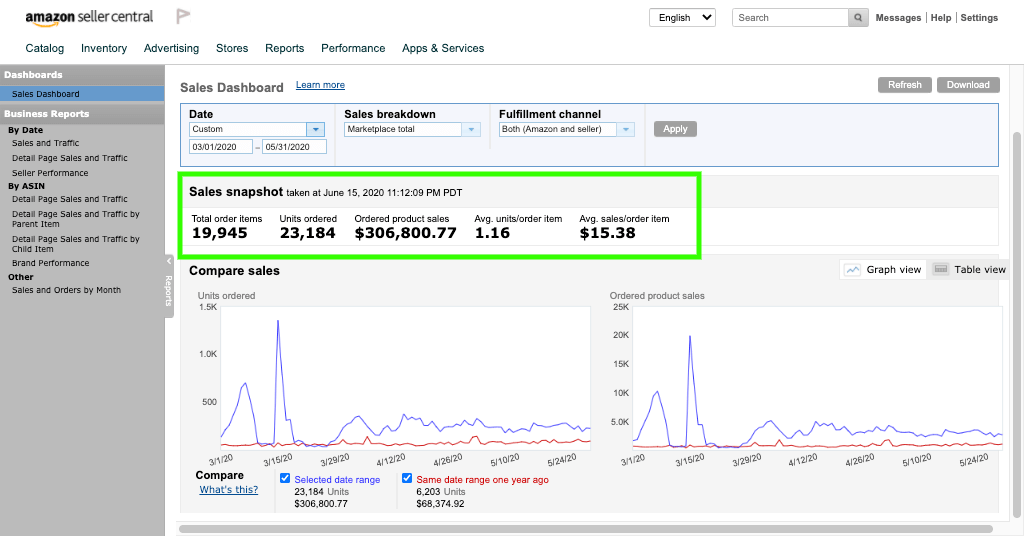 amazon seller central
English
Search
Messages | Help | Settings
Catalog Inventory Advertising Stores Reports Performance Apps & Services
Dashboards
Sales Dashboard
Business Reports
By Date
Sales and Traffic
Detail Page Sales and Traffic
Seller Performance
By ASIN
Detail Page Sales and Traffic
Detail Page Sales and Traffic by
Parent Item
Detail Page Sales and Traffic by
Child Item
Brand Performance
Other
Sales and Orders by Month
Reports
Sales Dashboard Learn more
Refresh Download
Date Sales breakdown Fulfillment channel
Custom Marketplace total Both (Amazon and seller) Apply
03/01/2020 – 05/31/2020
Sales snapshot taken at June 15, 2020 11:12:09 PM PDT
Total order items Units ordered Ordered product sales Avg. units/order item Avg. sales/order item
19,945 23,184 $306,800.77 1.16 $15.38
Compare sales
Graph view Table view
Units ordered
1.5K
1.0K
500
3/1/20 3/15/20 3/29/20 4/12/20 4/26/20 5/10/20 5/24/20
Ordered product sales
25K
20K
15K
10K
5.0K
3/1/20 3/15/20 3/29/20 4/12/20 4/26/20 5/10/20 5/24/20
Compare
What's this?
Selected date range
23,184 Units
$306,800.77
Same date range one year ago
6,203 Units
$68,374.92